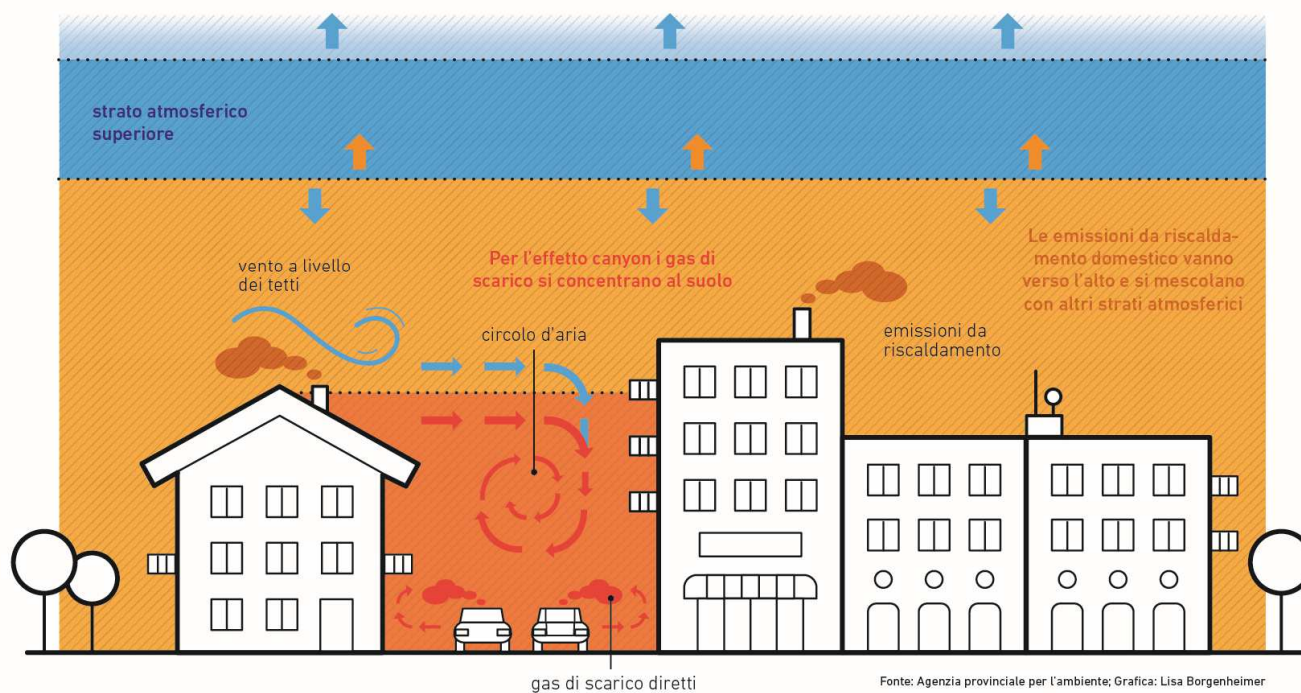 strato atmosferico
superiore
vento a livello
dei tetti
Per l'effetto canyon i gas di
scarico si concentrano al suolo
Le emissioni da riscalda-
mento domestico vanno
verso l'alto e si mescolano
con altri strati atmosferici
circolo d'aria
emissioni da
riscaldamento
gas di scarico diretti
Fonte: Agenzia provinciale per l'ambiente; Grafica: Lisa Borgenheimer